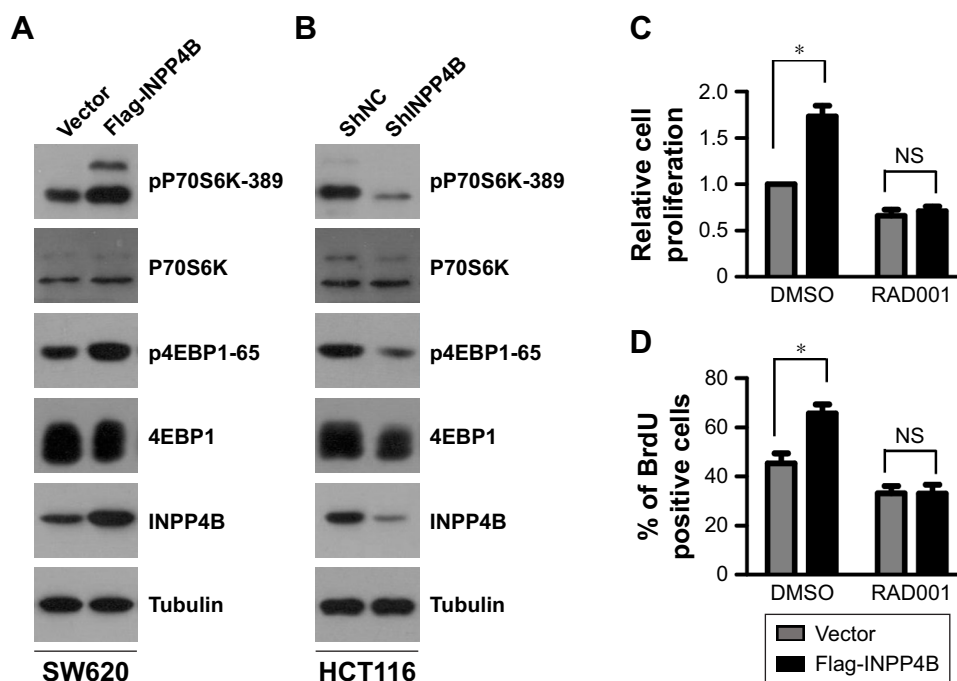 A
Vector
Flag-INPP4B
pP70S6K-389
P70S6K
p4EBP1-65
4EBP1
INPP4B
Tubulin
SW620
B
ShNC
ShINPP4B
pP70S6K-389
P70S6K
p4EBP1-65
4EBP1
INPP4B
Tubulin
HCT116
C
Relative cell
proliferation
2.0
1.5
1.0
0.5
0
*
NS
DMSO
RAD001
D
% of BrdU
positive cells
80
60
40
20
0
*
NS
DMSO
RAD001
Vector
Flag-INPP4B